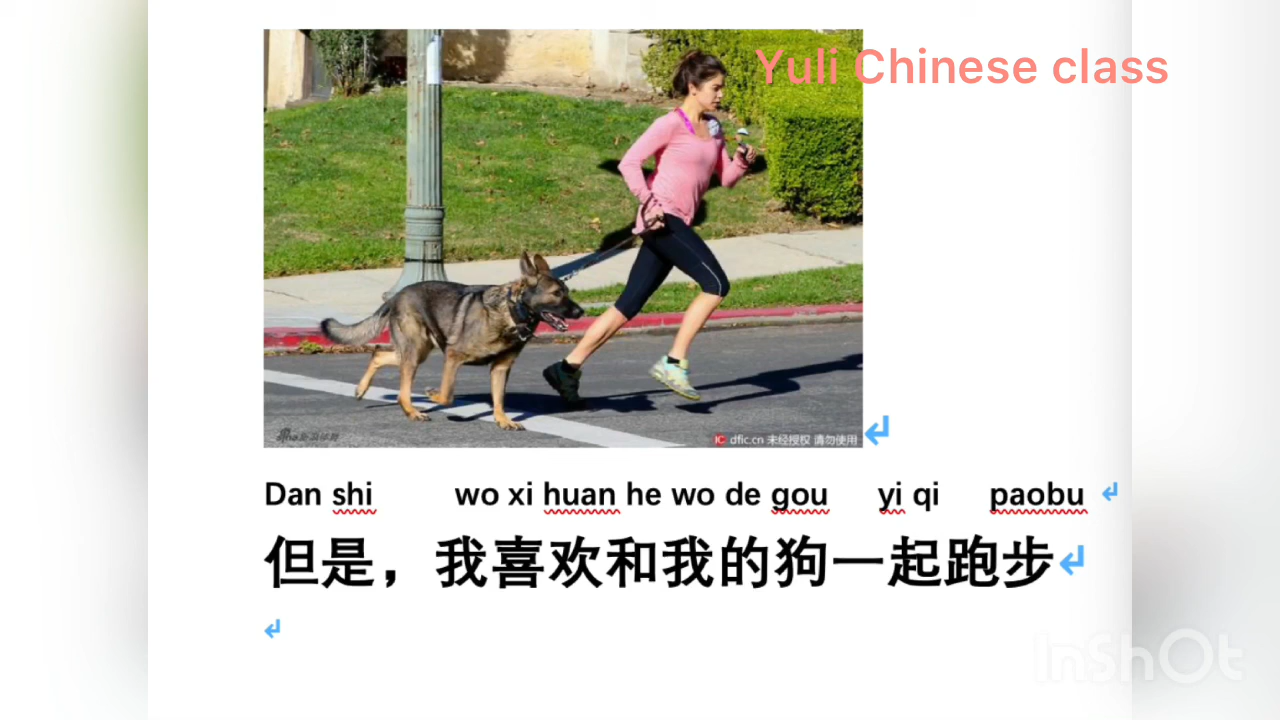 Yuli Chinese class
dfic.cn 未经授权 请勿使用
Dan shi wo xi huan he wo de gou yi qi paobu
但是，我喜欢和我的狗一起跑步
InShOt